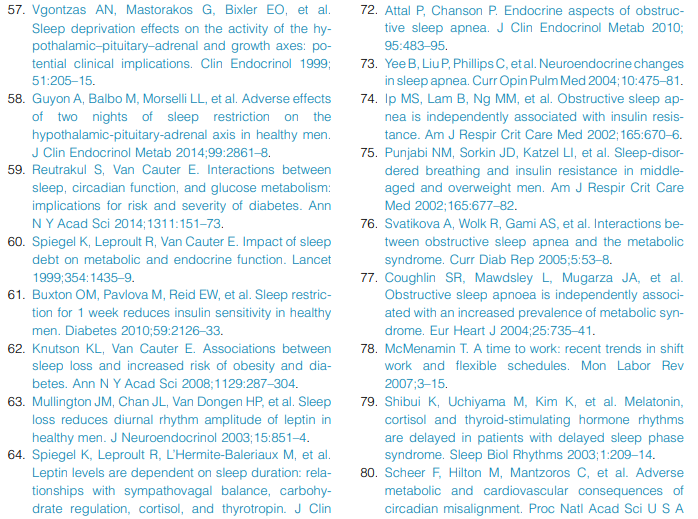 57. Vgontzas AN, Mastorakos G, Bixler EO, et al.
Sleep deprivation effects on the activity of the hy-
pothalamic–pituitary–adrenal and growth axes: po-
tential clinical implications. Clin Endocrinol 1999;
51:205–15.
58. Guyon A, Balbo M, Morselli LL, et al. Adverse effects
of two nights of sleep restriction on the
hypothalamic-pituitary-adrenal axis in healthy men.
J Clin Endocrinol Metab 2014;99:2861–8.
59. Reutrakul S, Van Cauter E. Interactions between
sleep, circadian function, and glucose metabolism:
implications for risk and severity of diabetes. Ann
N Y Acad Sci 2014;1311:151–73.
60. Spiegel K, Leproult R, Van Cauter E. Impact of sleep
debt on metabolic and endocrine function. Lancet
1999;354:1435–9.
61. Buxton OM, Pavlova M, Reid EW, et al. Sleep restric-
tion for 1 week reduces insulin sensitivity in healthy
men. Diabetes 2010;59:2126–33.
62. Knutson KL, Van Cauter E. Associations between
sleep loss and increased risk of obesity and dia-
betes. Ann N Y Acad Sci 2008;1129:287–304.
63. Mullington JM, Chan JL, Van Dongen HP, et al. Sleep
loss reduces diurnal rhythm amplitude of leptin in
healthy men. J Neuroendocrinol 2003;15:851–4.
64. Spiegel K, Leproult R, L'Hermite-Baleriaux M, et al.
Leptin levels are dependent on sleep duration: rela-
tionships with sympathovagal balance, carbohy-
drate regulation, cortisol, and thyrotropin. J Clin
72. Attal P, Chanson P. Endocrine aspects of obstruc-
tive sleep apnea. J Clin Endocrinol Metab 2010;
95:483–95.
73. Yee B, Liu P, Phillips C, et al. Neuroendocrine changes
in sleep apnea. Curr Opin Pulm Med 2004;10:475–81.
74. Ip MS, Lam B, Ng MM, et al. Obstructive sleep ap-
nea is independently associated with insulin resis-
tance. Am J Respir Crit Care Med 2002;165:670–6.
75. Punjabi NM, Sorkin JD, Katzel LI, et al. Sleep-disor-
dered breathing and insulin resistance in middle-
aged and overweight men. Am J Respir Crit Care
Med 2002;165:677–82.
76. Svatikova A, Wolk R, Gami AS, et al. Interactions be-
tween obstructive sleep apnea and the metabolic
syndrome. Curr Diab Rep 2005;5:53–8.
77. Coughlin SR, Mawdsley L, Mugarza JA, et al.
Obstructive sleep apnoea is independently associ-
ated with an increased prevalence of metabolic syn-
drome. Eur Heart J 2004;25:735–41.
78. McMenamin T. A time to work: recent trends in shift
work and flexible schedules. Mon Labor Rev
2007;3–15.
79. Shibui K, Uchiyama M, Kim K, et al. Melatonin,
cortisol and thyroid-stimulating hormone rhythms
are delayed in patients with delayed sleep phase
syndrome. Sleep Biol Rhythms 2003;1:209–14.
80. Scheer F, Hilton M, Mantzoros C, et al. Adverse
metabolic and cardiovascular consequences of
circadian misalignment. Proc Natl Acad Sci U S A